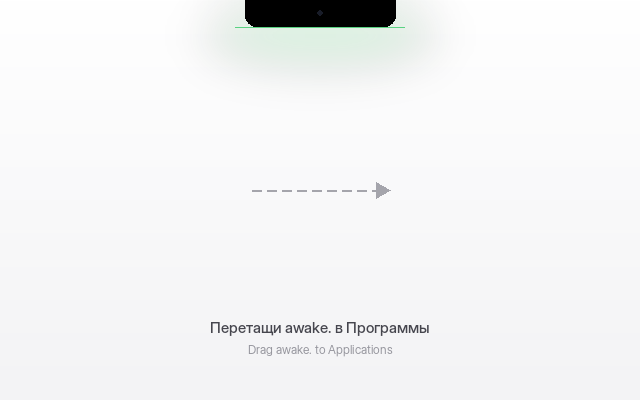 Перетащи awake. в Программы
Drag awake. to Applications